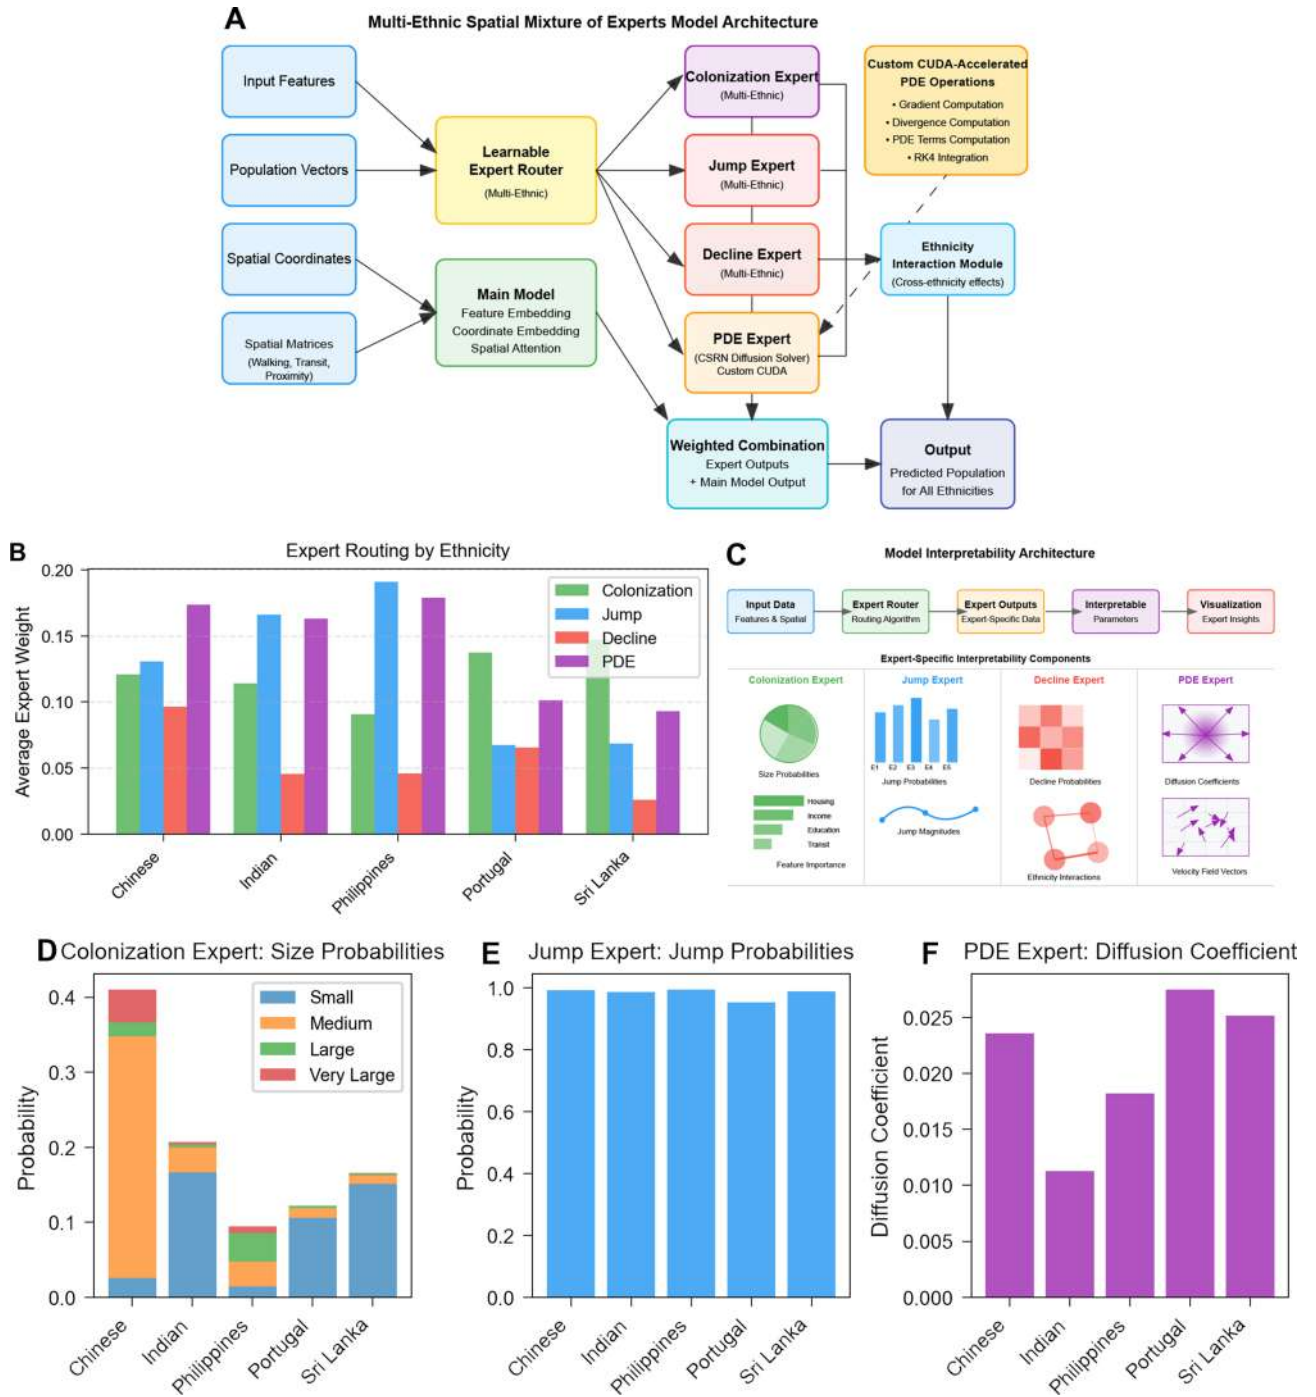 A
Multi-Ethnic Spatial Mixture of Experts Model Architecture
Input Features
Population Vectors
Spatial Coordinates
Spatial Matrices
(Walking, Transit,
Proximity)
Learnable
Expert Router
(Multi-Ethnic)
Main Model
Feature Embedding
Coordinate Embedding
Spatial Attention
Colonization Expert
(Multi-Ethnic)
Jump Expert
(Multi-Ethnic)
Decline Expert
(Multi-Ethnic)
PDE Expert
(CSRN Diffusion Solver)
Custom CUDA
Custom CUDA-Accelerated
PDE Operations
• Gradient Computation
• Divergence Computation
• PDE Terms Computation
• RK4 Integration
Ethnicity
Interaction Module
(Cross-ethnicity effects)
Weighted Combination
Expert Outputs
+ Main Model Output
Output
Predicted Population
for All Ethnicities
B
Expert Routing by Ethnicity
Average Expert Weight
0.20
0.15
0.10
0.05
0.00
Colonization
Jump
Decline
PDE
Chinese
Indian
Philippines
Portugal
Sri Lanka
C
Model Interpretability Architecture
Input Data
Features & Spatial
Expert Router
Routing Algorithm
Expert Outputs
Expert-Specific Data
Interpretable
Parameters
Visualization
Expert Insights
Expert-Specific Interpretability Components
Colonization Expert
Size Probabilities
Housing
Income
Education
Transit
Feature Importance
Jump Expert
E1 E2 E3 E4 E5
Jump Probabilities
Jump Magnitudes
Decline Expert
Decline Probabilities
Ethnicity Interactions
PDE Expert
Diffusion Coefficients
Velocity Field Vectors
D
Colonization Expert: Size Probabilities
Probability
0.4
0.3
0.2
0.1
0.0
Small
Medium
Large
Very Large
Chinese
Indian
Philippines
Portugal
Sri Lanka
E
Jump Expert: Jump Probabilities
Probability
1.0
0.8
0.6
0.4
0.2
0.0
Chinese
Indian
Philippines
Portugal
Sri Lanka
F
PDE Expert: Diffusion Coefficient
Diffusion Coefficient
0.025
0.020
0.015
0.010
0.005
0.000
Chinese
Indian
Philippines
Portugal
Sri Lanka